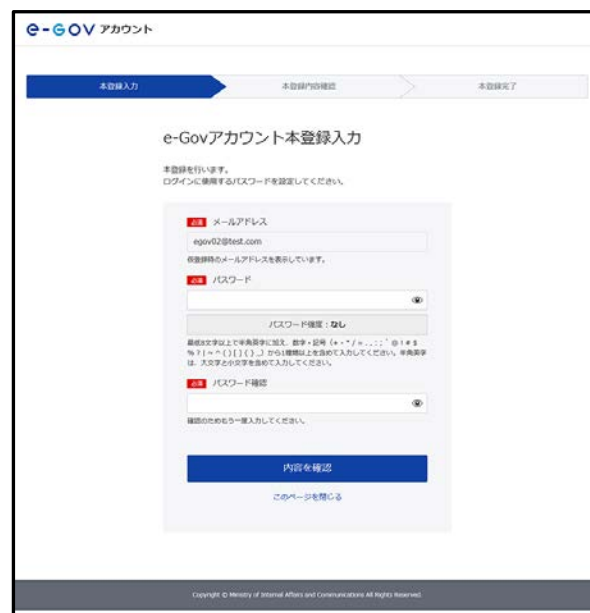 e-GOV アカウント
本登録入力
本登録内容確認
本登録完了
e-Govアカウント本登録入力
本登録を行います。
ログインに使用するパスワードを設定してください。
必須 メールアドレス
egov02@test.com
仮登録時のメールアドレスを表示しています。
必須 パスワード
パスワード強度：なし
最低8文字以上で半角英字に加え、数字・記号（+ - * / = . , : ; ` @ ! # $
% ? | ~ ^ ( ) [ ] { } _）から1種類以上を含めて入力してください。半角英字
は、大文字と小文字を含めて入力してください。
必須 パスワード確認
確認のためもう一度入力してください。
内容を確認
このページを閉じる
Copyright © Ministry of Internal Affairs and Communications All Rights Reserved.